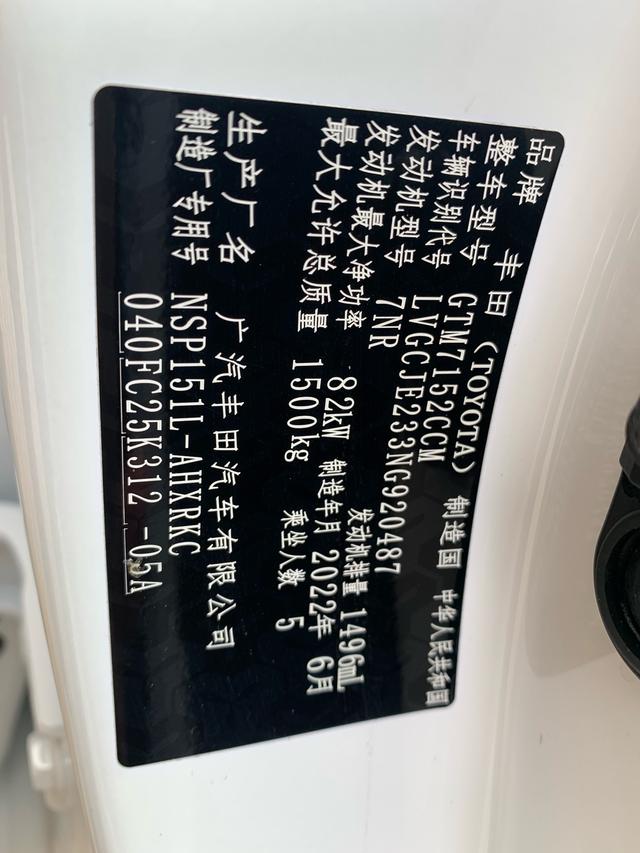 品牌 丰田 (TOYOTA) 制造国 中华人民共和国
整车型号 GTM7152CCM
车辆识别代号 LVGCJE233NG920487
发动机型号 7NR 发动机排量 1496mL
发动机最大净功率 82kW 制造年月 2022年 6月
最大允许总质量 1500kg 乘坐人数 5
生产厂名 广汽丰田汽车有限公司
制造厂专用号 NSP151L-AHXRKC
040FC25K312 -05A